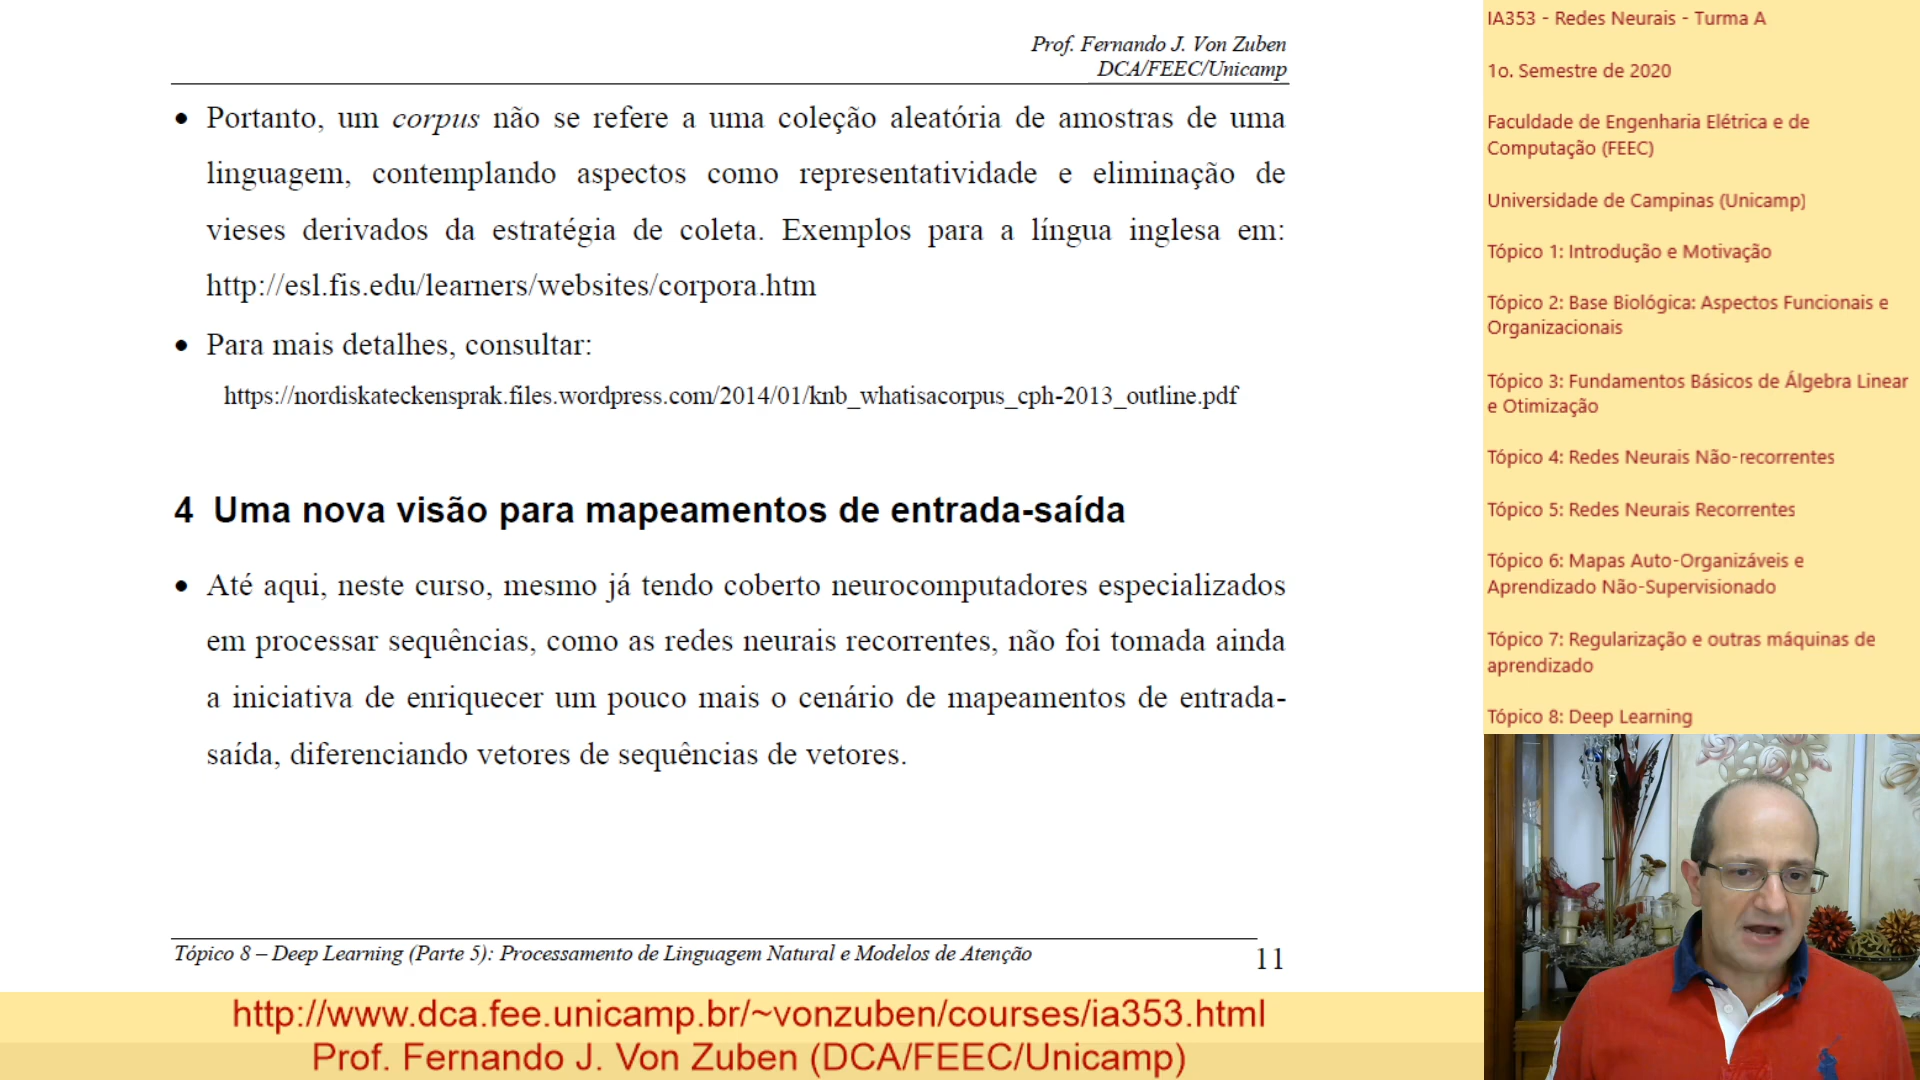 Prof. Fernando J. Von Zuben
DCA/FEEC/Unicamp
• Portanto, um corpus não se refere a uma coleção aleatória de amostras de uma
linguagem, contemplando aspectos como representatividade e eliminação de
vieses derivados da estratégia de coleta. Exemplos para a língua inglesa em:
http://esl.fis.edu/learners/websites/corpora.htm
• Para mais detalhes, consultar:
https://nordiskateckensprak.files.wordpress.com/2014/01/knb_whatisacorpus_cph-2013_outline.pdf
4 Uma nova visão para mapeamentos de entrada-saída
• Até aqui, neste curso, mesmo já tendo coberto neurocomputadores especializados
em processar sequências, como as redes neurais recorrentes, não foi tomada ainda
a iniciativa de enriquecer um pouco mais o cenário de mapeamentos de entrada-
saída, diferenciando vetores de sequências de vetores.
Tópico 8 – Deep Learning (Parte 5): Processamento de Linguagem Natural e Modelos de Atenção
11
http://www.dca.fee.unicamp.br/~vonzuben/courses/ia353.html
Prof. Fernando J. Von Zuben (DCA/FEEC/Unicamp)
IA353 - Redes Neurais - Turma A
1o. Semestre de 2020
Faculdade de Engenharia Elétrica e de
Computação (FEEC)
Universidade de Campinas (Unicamp)
Tópico 1: Introdução e Motivação
Tópico 2: Base Biológica: Aspectos Funcionais e
Organizacionais
Tópico 3: Fundamentos Básicos de Álgebra Linear
e Otimização
Tópico 4: Redes Neurais Não-recorrentes
Tópico 5: Redes Neurais Recorrentes
Tópico 6: Mapas Auto-Organizáveis e
Aprendizado Não-Supervisionado
Tópico 7: Regularização e outras máquinas de
aprendizado
Tópico 8: Deep Learning